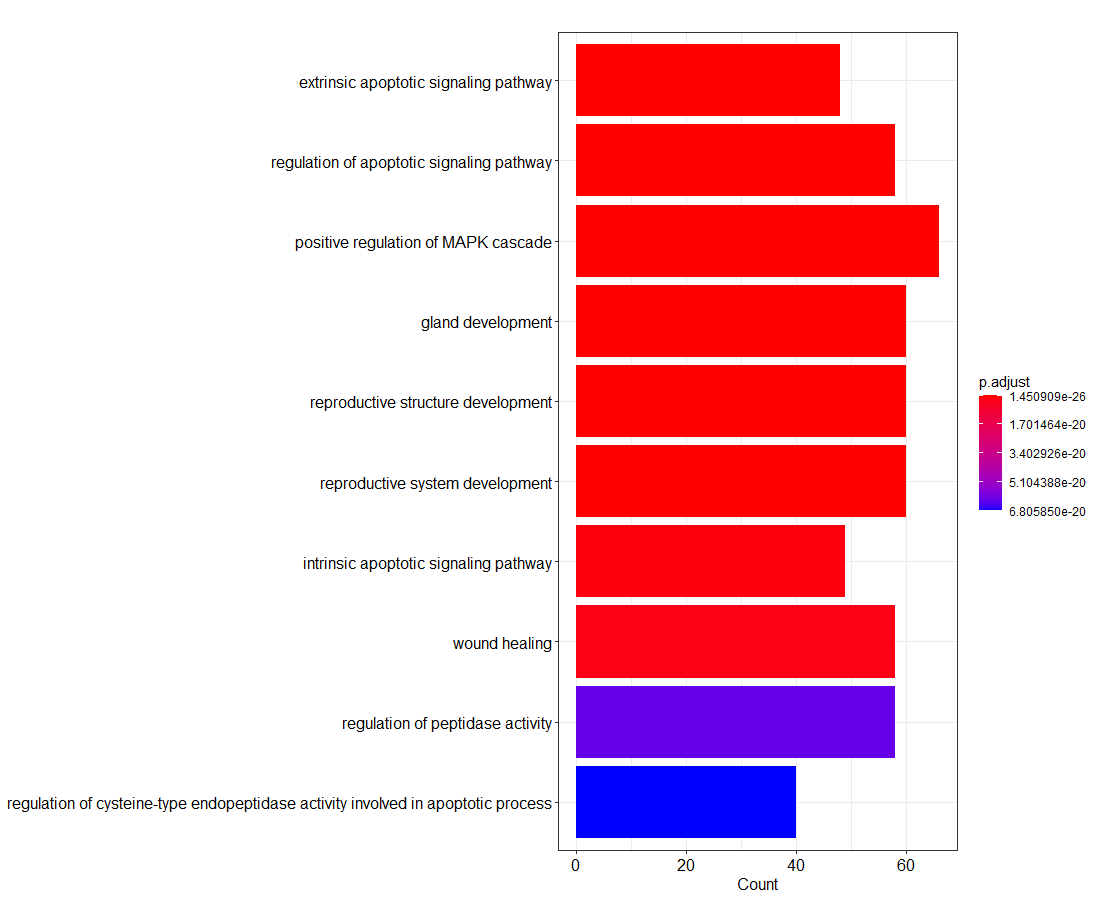 extrinsic apoptotic signaling pathway
regulation of apoptotic signaling pathway
positive regulation of MAPK cascade
gland development
reproductive structure development
reproductive system development
intrinsic apoptotic signaling pathway
wound healing
regulation of peptidase activity
regulation of cysteine-type endopeptidase activity involved in apoptotic process
0 20 40 60
Count
p.adjust
1.450909e-26
1.701464e-20
3.402926e-20
5.104388e-20
6.805850e-20